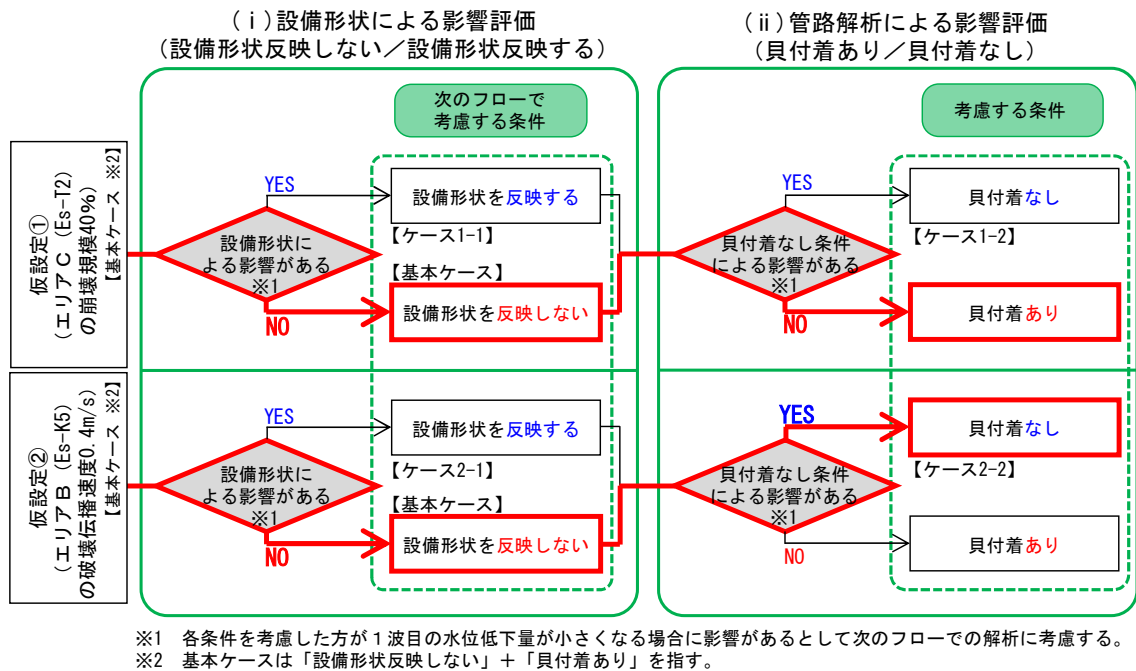 (ⅰ)設備形状による影響評価
(設備形状反映しない／設備形状反映する)
(ⅱ)管路解析による影響評価
(貝付着あり／貝付着なし)
次のフローで
考慮する条件
考慮する条件
仮設定①
(エリアＣ(Es-T2)
の崩壊規模40%)
【基本ケース ※2】
設備形状に
よる影響がある
※1
YES
設備形状を反映する
【ケース1-1】
【基本ケース】
NO
設備形状を反映しない
貝付着なし条件
による影響がある
※1
YES
貝付着なし
【ケース1-2】
NO
貝付着あり
仮設定②
(エリアＢ(Es-K5)
の破壊伝播速度0.4m/s)
【基本ケース ※2】
設備形状に
よる影響がある
※1
YES
設備形状を反映する
【ケース2-1】
【基本ケース】
NO
設備形状を反映しない
貝付着なし条件
による影響がある
※1
YES
貝付着なし
【ケース2-2】
NO
貝付着あり
※1　各条件を考慮した方が１波目の水位低下量が小さくなる場合に影響があるとして次のフローでの解析に考慮する。
※2　基本ケースは「設備形状反映しない」＋「貝付着あり」を指す。